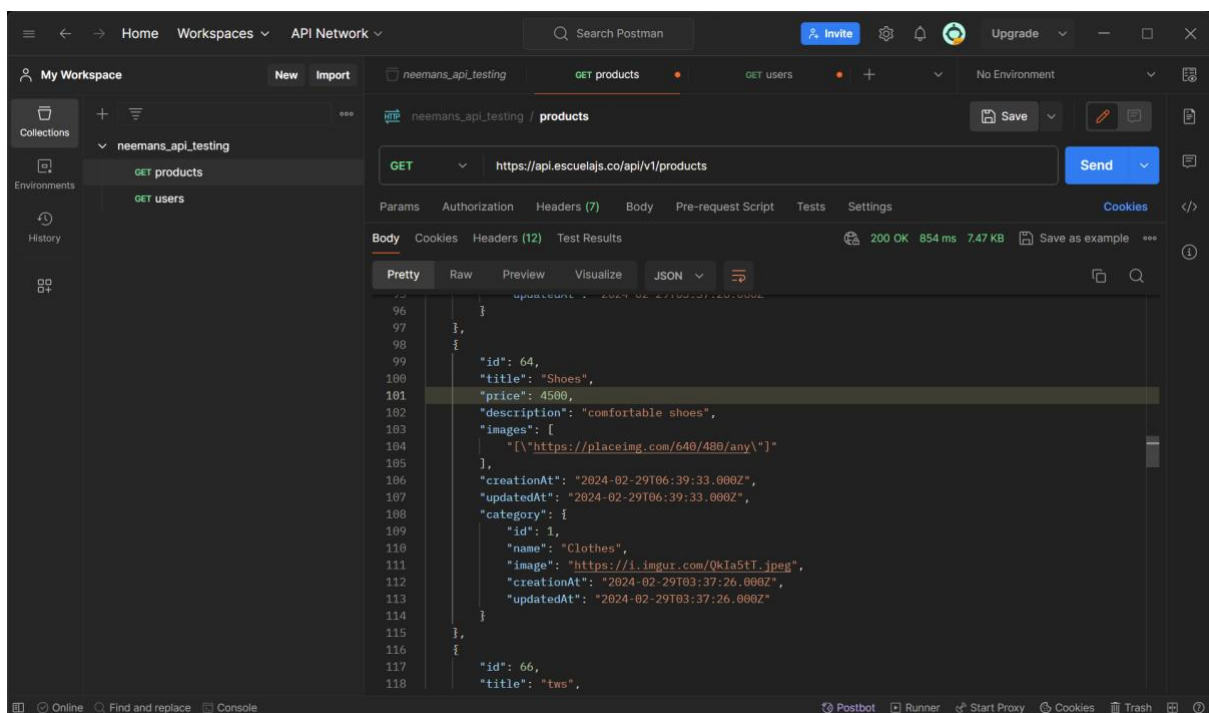 Home Workspaces API Network Search Postman Invite Upgrade
My Workspace New Import neemans_api_testing GET products GET users No Environment
Collections
Environments
History
neemans_api_testing
GET products
GET users
HTTP neemans_api_testing / products Save
GET https://api.escuelajs.co/api/v1/products Send
Params Authorization Headers (7) Body Pre-request Script Tests Settings Cookies
Body Cookies Headers (12) Test Results 200 OK 854 ms 7.47 KB Save as example
Pretty Raw Preview Visualize JSON
96 }
97 },
98 {
99 "id": 64,
100 "title": "Shoes",
101 "price": 4500,
102 "description": "comfortable shoes",
103 "images": [
104 "[\"https://placeimg.com/640/480/any\"]"
105 ],
106 "creationAt": "2024-02-29T06:39:33.000Z",
107 "updatedAt": "2024-02-29T06:39:33.000Z",
108 "category": {
109 "id": 1,
110 "name": "Clothes",
111 "image": "https://i.imgur.com/QkIa5tT.jpeg",
112 "creationAt": "2024-02-29T03:37:26.000Z",
113 "updatedAt": "2024-02-29T03:37:26.000Z"
114 }
115 },
116 {
117 "id": 66,
118 "title": "tws",
Online Find and replace Console Postbot Runner Start Proxy Cookies Trash